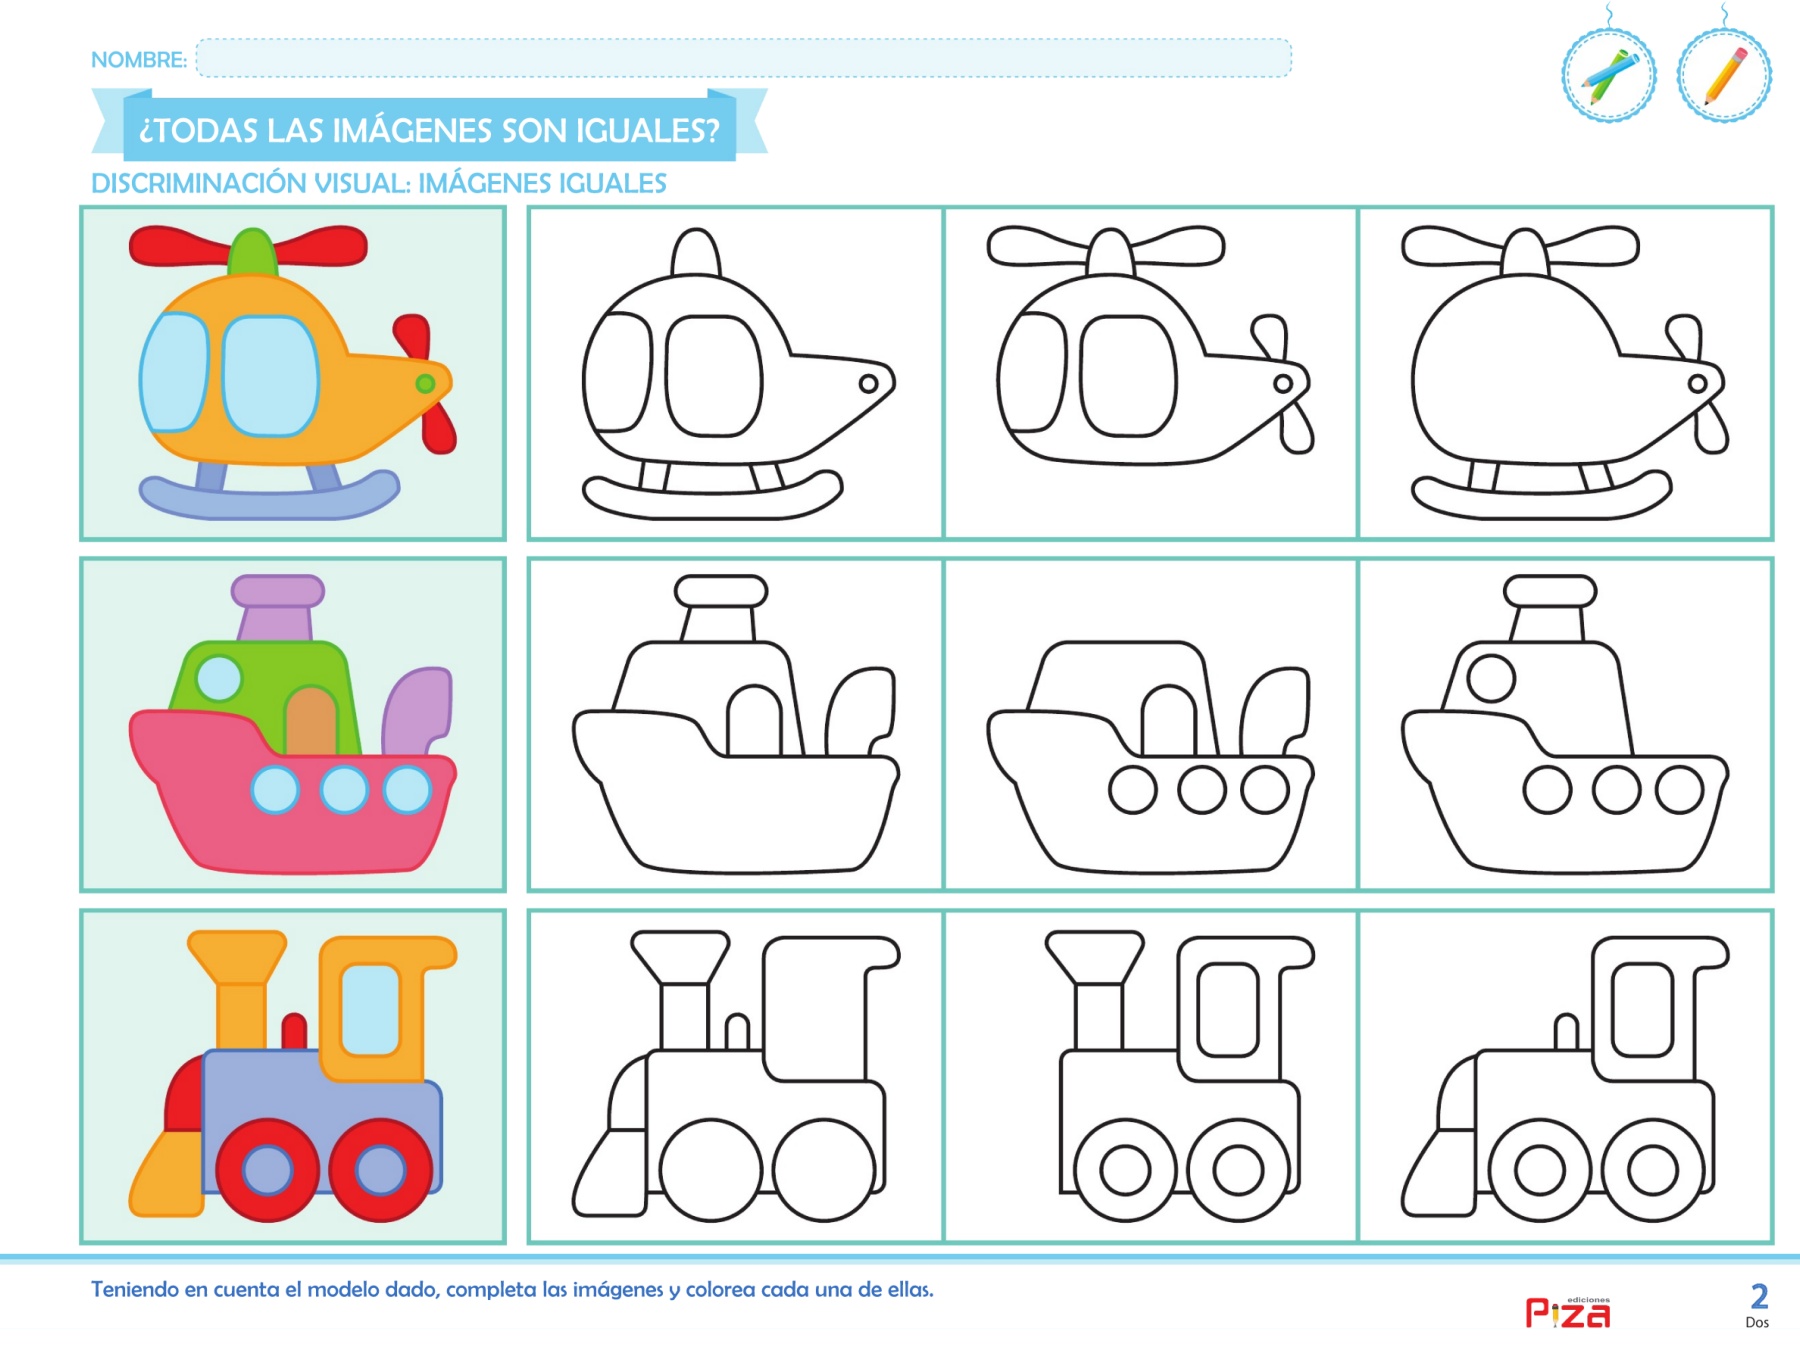 NOMBRE:
¿TODAS LAS IMÁGENES SON IGUALES?
DISCRIMINACIÓN VISUAL: IMÁGENES IGUALES
Teniendo en cuenta el modelo dado, completa las imágenes y colorea cada una de ellas.
ediciones
Piza
2
Dos